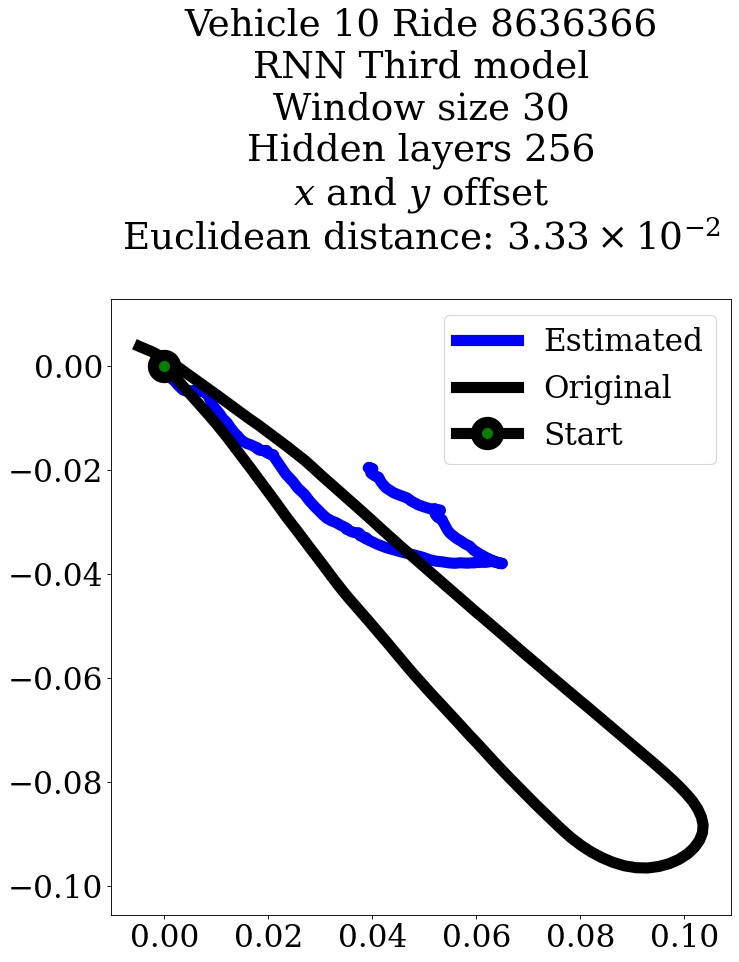 Vehicle 10 Ride 8636366
RNN Third model
Window size 30
Hidden layers 256
x and y offset
Euclidean distance: 3.33 × 10⁻²
Estimated
Original
Start
0.00
−0.02
−0.04
−0.06
−0.08
−0.10
0.00 0.02 0.04 0.06 0.08 0.10